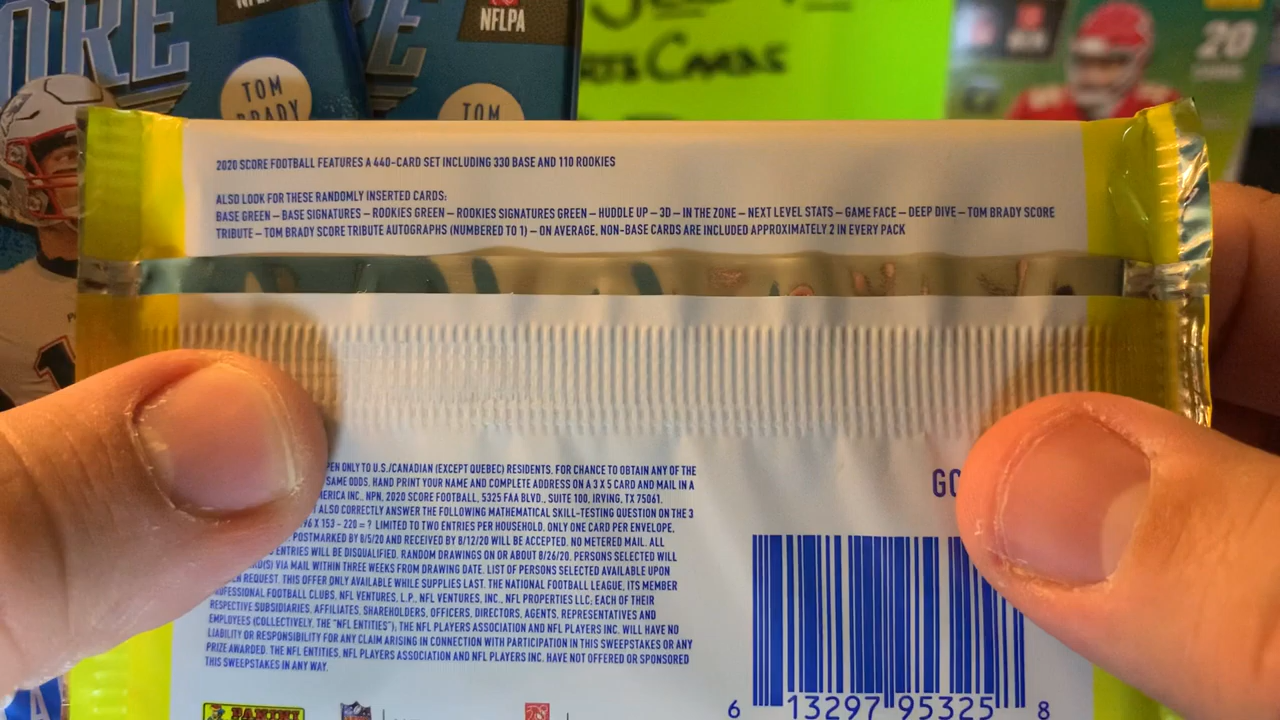 ORE
NFLPA
TOM
BRADY
TOM
CARDS
20
2020 SCORE FOOTBALL FEATURES A 440-CARD SET INCLUDING 330 BASE AND 110 ROOKIES
ALSO LOOK FOR THESE RANDOMLY INSERTED CARDS:
BASE GREEN – BASE SIGNATURES – ROOKIES GREEN – ROOKIES SIGNATURES GREEN – HUDDLE UP – 3D – IN THE ZONE – NEXT LEVEL STATS – GAME FACE – DEEP DIVE – TOM BRADY SCORE
TRIBUTE – TOM BRADY SCORE TRIBUTE AUTOGRAPHS (NUMBERED TO 1) – ON AVERAGE, NON-BASE CARDS ARE INCLUDED APPROXIMATELY 2 IN EVERY PACK
PEN ONLY TO U.S./CANADIAN (EXCEPT QUEBEC) RESIDENTS. FOR CHANCE TO OBTAIN ANY OF THE
SAME ODDS, HAND PRINT YOUR NAME AND COMPLETE ADDRESS ON A 3 X 5 CARD AND MAIL IN A
ERICA INC., NPN, 2020 SCORE FOOTBALL, 5325 FAA BLVD., SUITE 100, IRVING, TX 75061.
ALSO CORRECTLY ANSWER THE FOLLOWING MATHEMATICAL SKILL-TESTING QUESTION ON THE 3
X 153 - 220 = ? LIMITED TO TWO ENTRIES PER HOUSEHOLD. ONLY ONE CARD PER ENVELOPE.
POSTMARKED BY 8/5/20 AND RECEIVED BY 8/12/20 WILL BE ACCEPTED. NO METERED MAIL. ALL
ENTRIES WILL BE DISQUALIFIED. RANDOM DRAWINGS ON OR ABOUT 8/26/20. PERSONS SELECTED WILL
RD(S) VIA MAIL WITHIN THREE WEEKS FROM DRAWING DATE. LIST OF PERSONS SELECTED AVAILABLE UPON
REQUEST. THIS OFFER ONLY AVAILABLE WHILE SUPPLIES LAST. THE NATIONAL FOOTBALL LEAGUE, ITS MEMBER
PROFESSIONAL FOOTBALL CLUBS, NFL VENTURES, L.P., NFL VENTURES, INC., NFL PROPERTIES LLC, EACH OF THEIR
RESPECTIVE SUBSIDIARIES, AFFILIATES, SHAREHOLDERS, OFFICERS, DIRECTORS, AGENTS, REPRESENTATIVES AND
EMPLOYEES (COLLECTIVELY, THE "NFL ENTITIES"), THE NFL PLAYERS ASSOCIATION AND NFL PLAYERS INC. WILL HAVE NO
LIABILITY OR RESPONSIBILITY FOR ANY CLAIM ARISING IN CONNECTION WITH PARTICIPATION IN THIS SWEEPSTAKES OR ANY
PRIZE AWARDED. THE NFL ENTITIES, NFL PLAYERS ASSOCIATION AND NFL PLAYERS INC. HAVE NOT OFFERED OR SPONSORED
THIS SWEEPSTAKES IN ANY WAY.
GO
6 13297 95325 8
PANINI